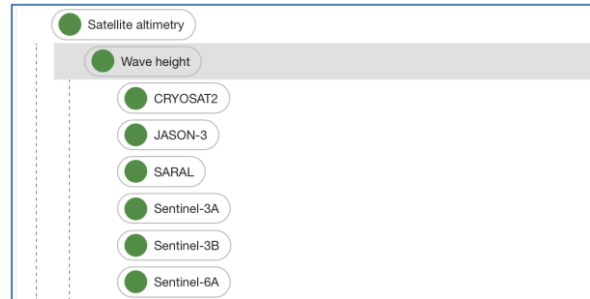 Satellite altimetry
Wave height
CRYOSAT2
JASON-3
SARAL
Sentinel-3A
Sentinel-3B
Sentinel-6A